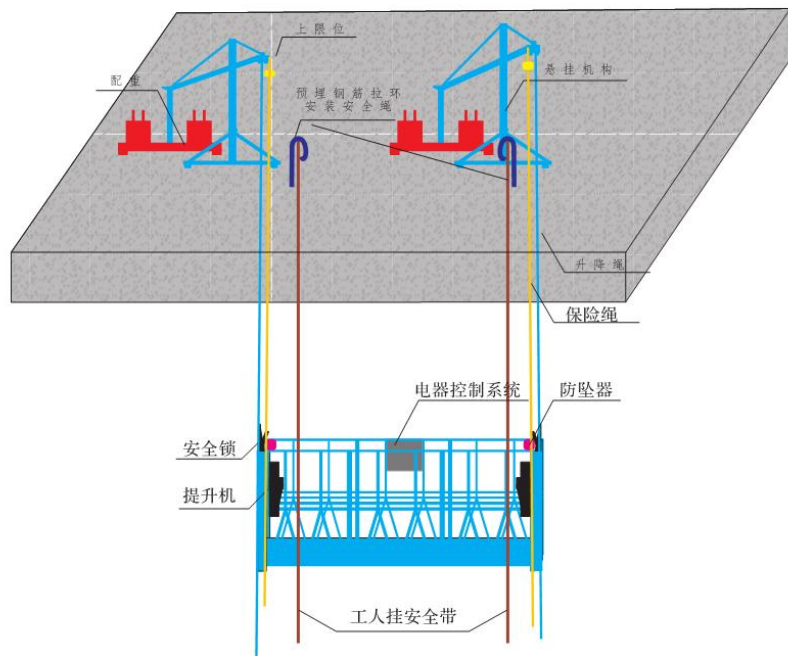 上限位
配重
预埋钢筋拉环
安装安全绳
悬挂机构
升降绳
保险绳
电器控制系统
防坠器
安全锁
提升机
工人挂安全带